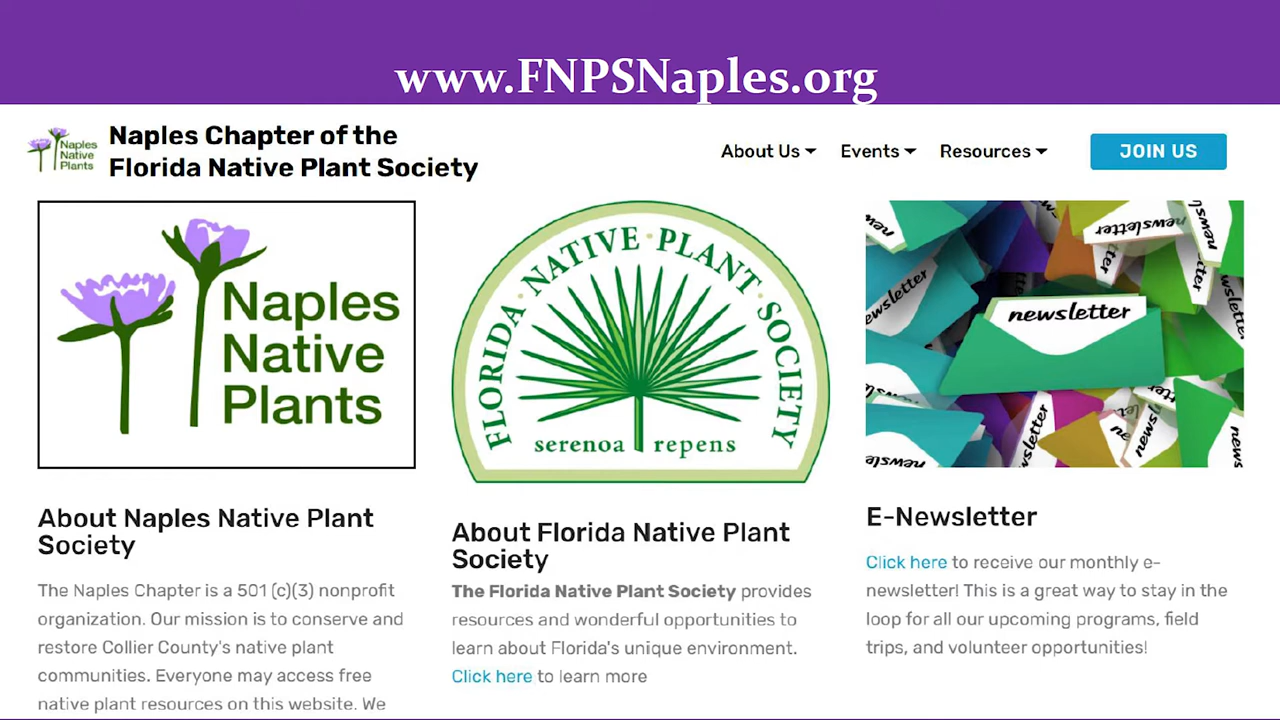 www.FNPSNaples.org
Naples
Native
Plants
Naples Chapter of the
Florida Native Plant Society
About Us
Events
Resources
JOIN US
Naples
Native
Plants
FLORIDA · NATIVE · PLANT · SOCIETY
serenoa repens
newsletter
newsletter
newsletter
newsletter
newsletter
newsletter
newsletter
About Naples Native Plant
Society
The Naples Chapter is a 501 (c)(3) nonprofit
organization. Our mission is to conserve and
restore Collier County's native plant
communities. Everyone may access free
native plant resources on this website. We
About Florida Native Plant
Society
The Florida Native Plant Society provides
resources and wonderful opportunities to
learn about Florida's unique environment.
Click here to learn more
E-Newsletter
Click here to receive our monthly e-
newsletter! This is a great way to stay in the
loop for all our upcoming programs, field
trips, and volunteer opportunities!